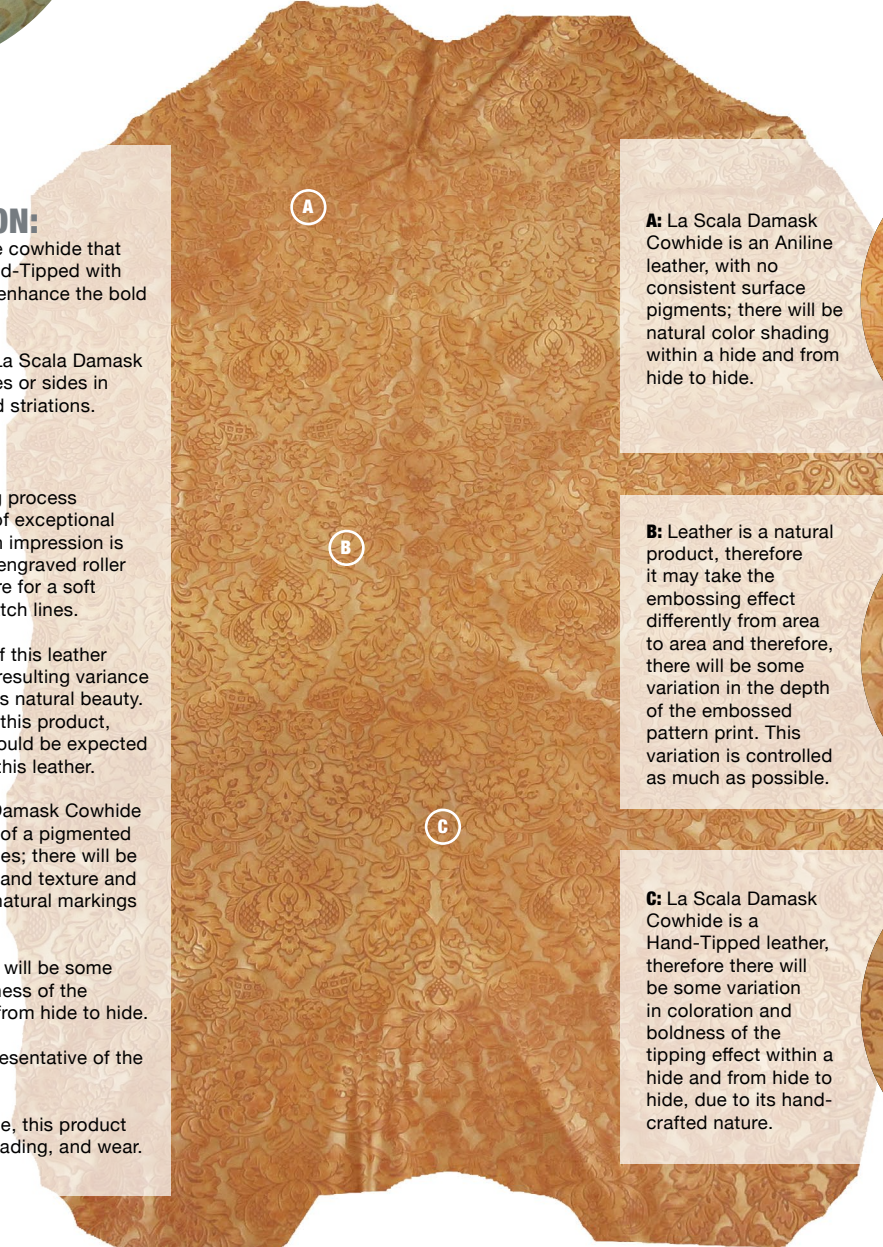 ON:
e cowhide that
d-Tipped with
enhance the bold
La Scala Damask
es or sides in
d striations.
g process
of exceptional
n impression is
engraved roller
re for a soft
tch lines.
f this leather
resulting variance
s natural beauty.
this product,
ould be expected
this leather.
Damask Cowhide
of a pigmented
es; there will be
and texture and
natural markings
will be some
ness of the
from hide to hide.
esentative of the
e, this product
ading, and wear.
A
B
C
A: La Scala Damask
Cowhide is an Aniline
leather, with no
consistent surface
pigments; there will be
natural color shading
within a hide and from
hide to hide.
B: Leather is a natural
product, therefore
it may take the
embossing effect
differently from area
to area and therefore,
there will be some
variation in the depth
of the embossed
pattern print. This
variation is controlled
as much as possible.
C: La Scala Damask
Cowhide is a
Hand-Tipped leather,
therefore there will
be some variation
in coloration and
boldness of the
tipping effect within a
hide and from hide to
hide, due to its hand-
crafted nature.